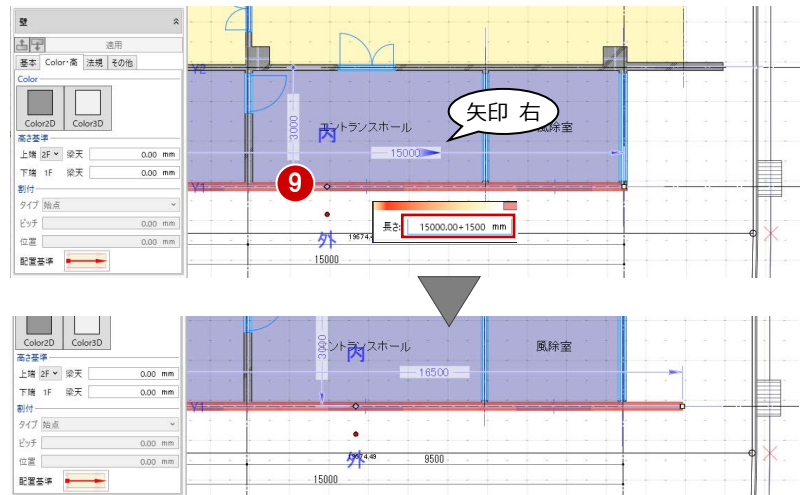 壁
適用
基本 Color・高 法規 その他
Color
Color2D Color3D
高さ基準
上端 2F 梁天 0.00 mm
下端 1F 梁天 0.00 mm
割付
タイプ 始点
ピッチ 0.00 mm
位置 0.00 mm
配置基準
Y2
3000
エントランスホール
内
風除室
矢印 右
15000
Y1
9
長さ: 15000.00+1500 mm
外
15000
Color2D Color3D
高さ基準
上端 2F 梁天 0.00 mm
下端 1F 梁天 0.00 mm
割付
タイプ 始点
ピッチ 0.00 mm
位置 0.00 mm
配置基準
3000
エントランスホール
内
風除室
16500
Y1
外
19674.49
9500
15000